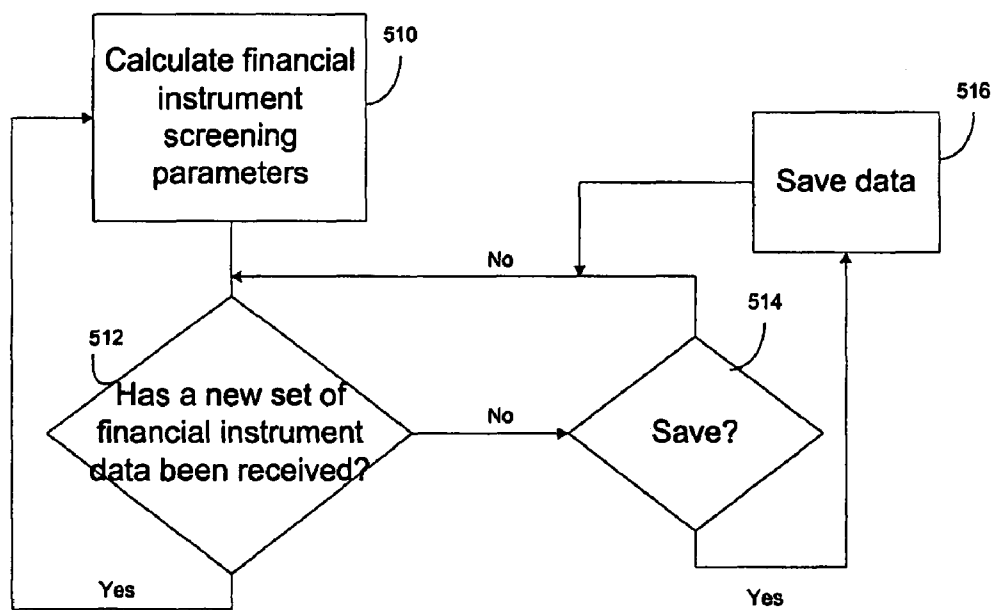 Calculate financial
instrument
screening
parameters
510
516
Save data
No
514
512
Has a new set of
financial instrument
data been received?
No
Save?
Yes
Yes